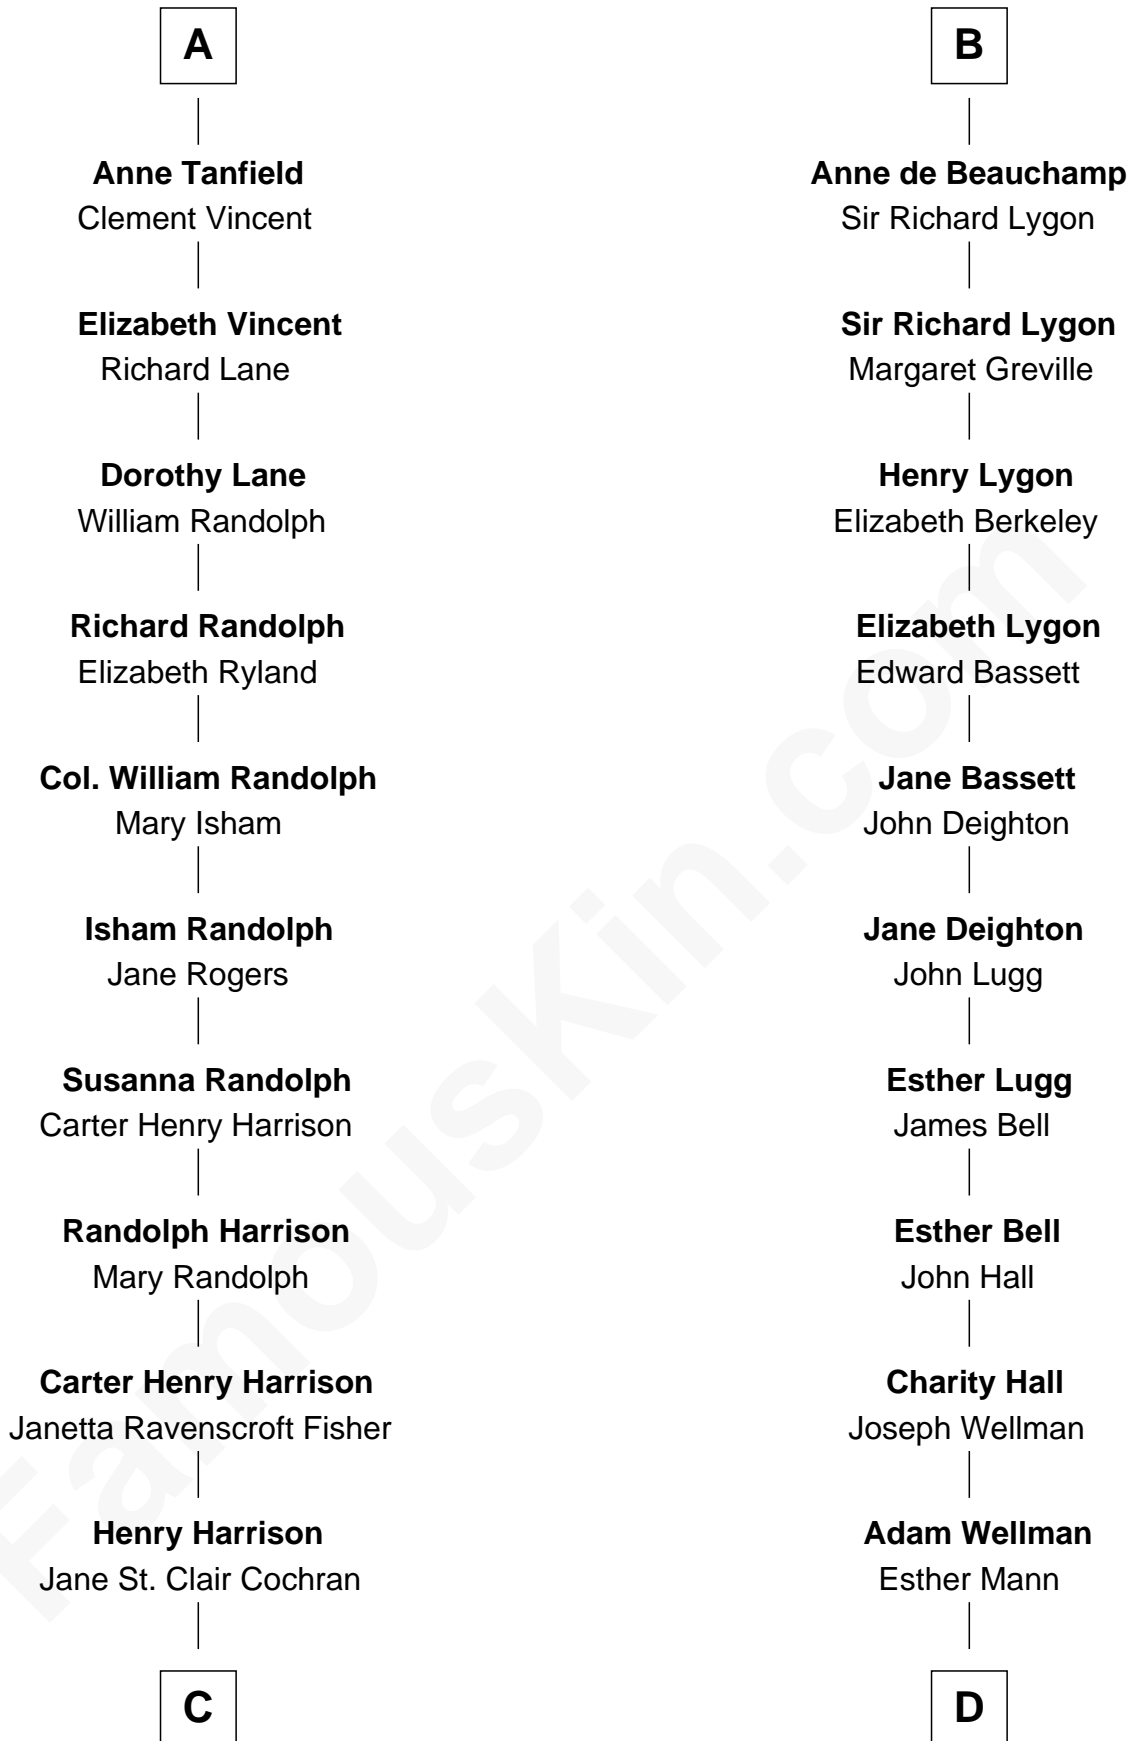 A
Anne Tanfield
Clement Vincent
Elizabeth Vincent
Richard Lane
Dorothy Lane
William Randolph
Richard Randolph
Elizabeth Ryland
Col. William Randolph
Mary Isham
Isham Randolph
Jane Rogers
Susanna Randolph
Carter Henry Harrison
Randolph Harrison
Mary Randolph
Carter Henry Harrison
Janetta Ravenscroft Fisher
Henry Harrison
Jane St. Clair Cochran
C
B
Anne de Beauchamp
Sir Richard Lygon
Sir Richard Lygon
Margaret Greville
Henry Lygon
Elizabeth Berkeley
Elizabeth Lygon
Edward Bassett
Jane Bassett
John Deighton
Jane Deighton
John Lugg
Esther Lugg
James Bell
Esther Bell
John Hall
Charity Hall
Joseph Wellman
Adam Wellman
Esther Mann
D
FamousKin.com